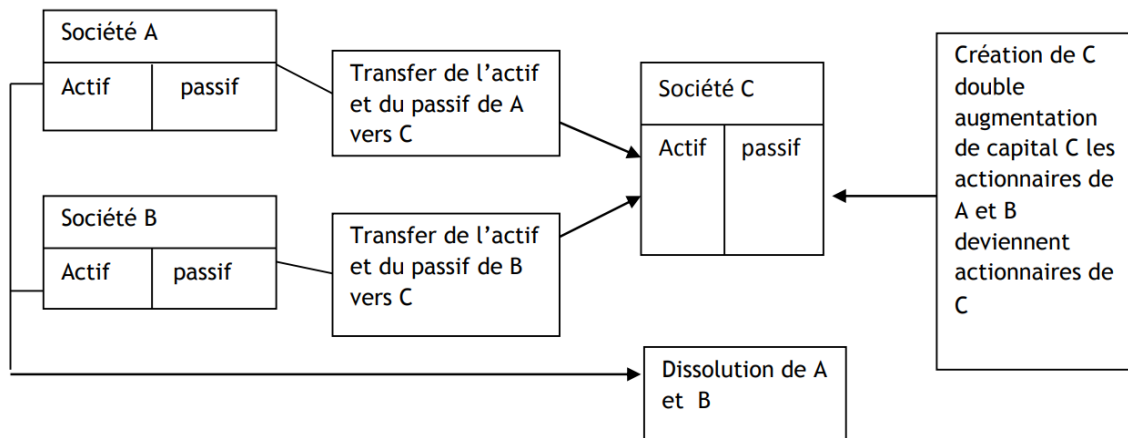 Société A
Actif passif
Transfer de l’actif
et du passif de A
vers C
Société B
Actif passif
Transfer de l’actif
et du passif de B
vers C
Société C
Actif passif
Création de C
double
augmentation
de capital C les
actionnaires de
A et B
deviennent
actionnaires de
C
Dissolution de A
et B